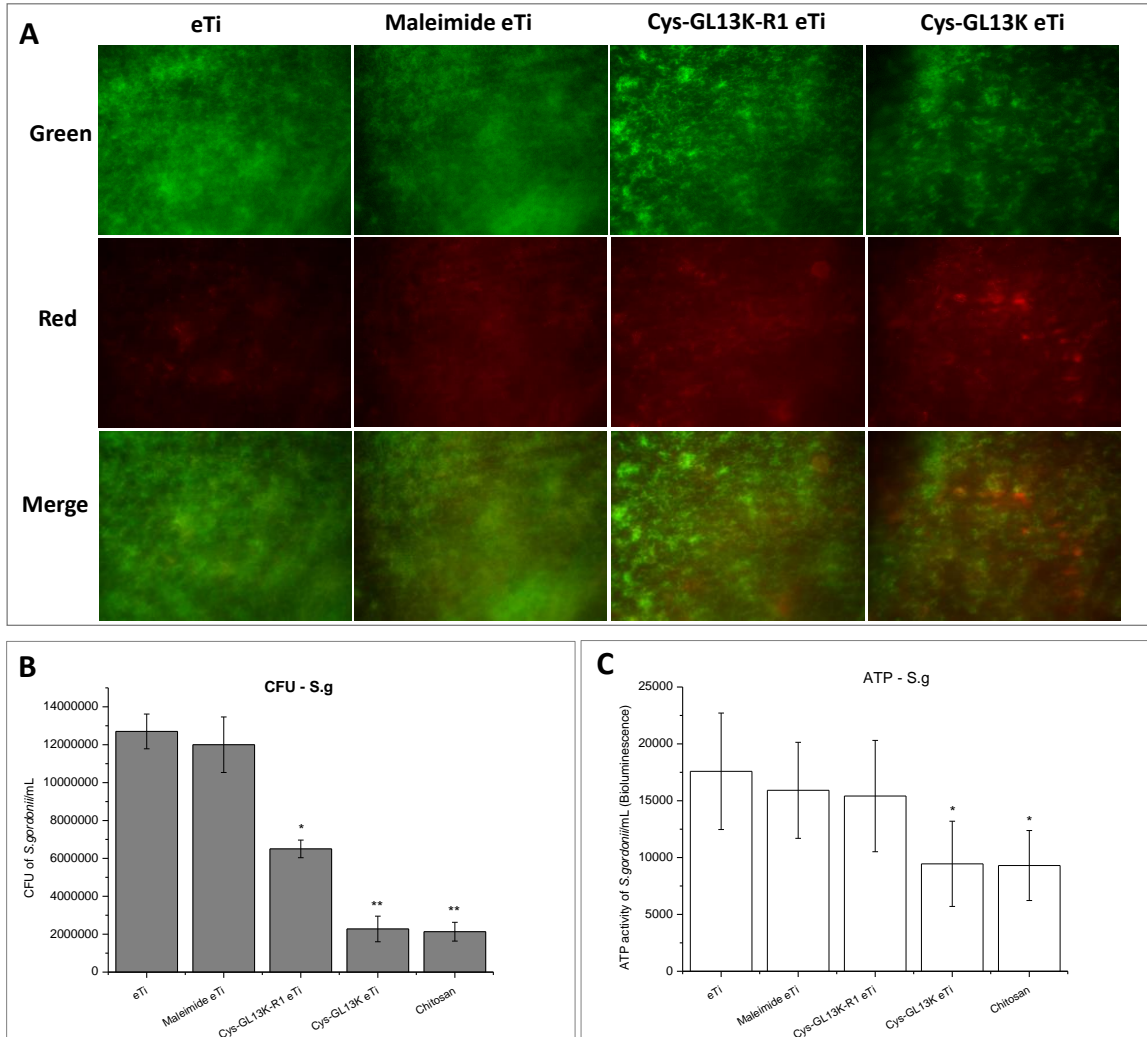 A
eTi
Maleimide eTi
Cys-GL13K-R1 eTi
Cys-GL13K eTi
Green
Red
Merge
B
CFU - S.g
CFU of S.gordonii/mL
14000000
12000000
10000000
8000000
6000000
4000000
2000000
0
*
**
**
eTi
Maleimide eTi
Cys-GL13K-R1 eTi
Cys-GL13K eTi
Chitosan
C
ATP - S.g
ATP activity of S.gordonii/mL (Bioluminescence)
25000
20000
15000
10000
5000
0
*
*
eTi
Maleimide eTi
Cys-GL13K-R1 eTi
Cys-GL13K eTi
Chitosan